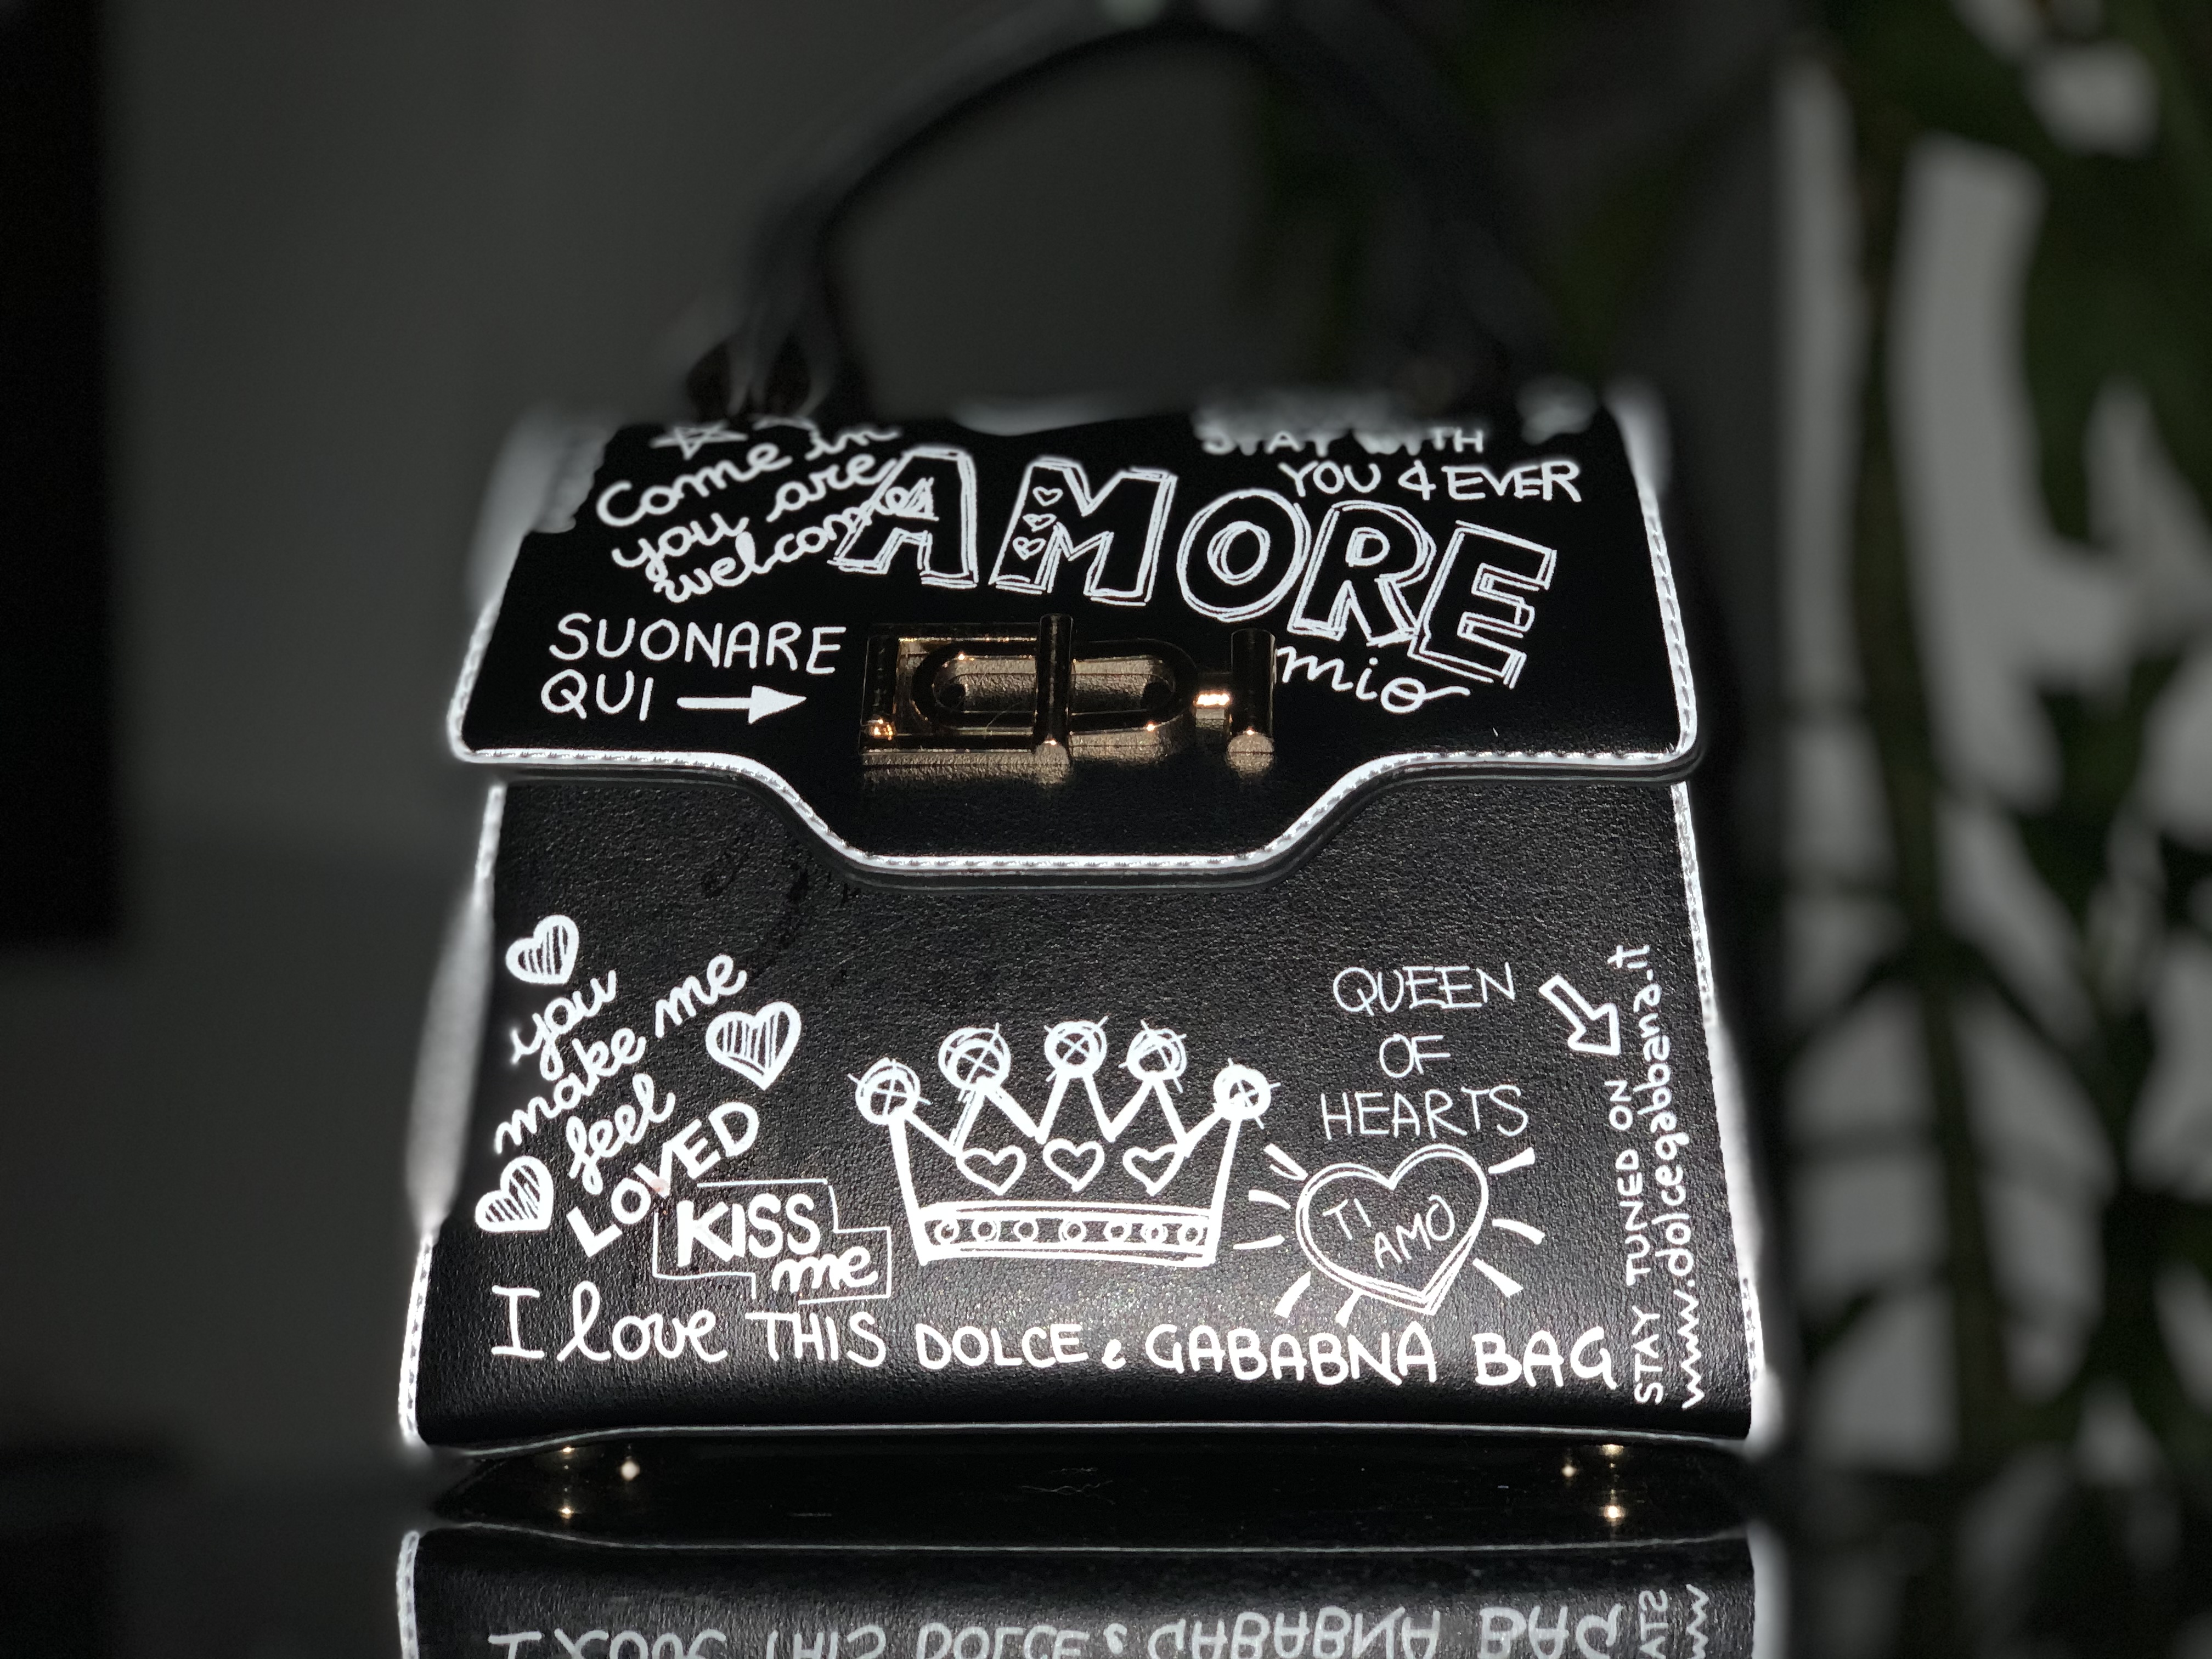 Come in
you are
welcome
AMORE
mio
STAY WITH
YOU 4 EVER
SUONARE
QUI
you
make me
feel
LOVED
KISS
me
QUEEN
OF
HEARTS
TI
AMO
STAY TUNED ON
www.dolcegabbana.it
I love THIS DOLCE e GABABNA BAG